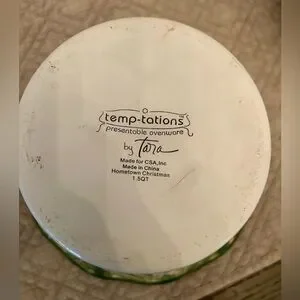 temp-tations
presentable ovenware
by Tara
Made for CSA,Inc
Made in China
Hometown Christmas
1.5QT